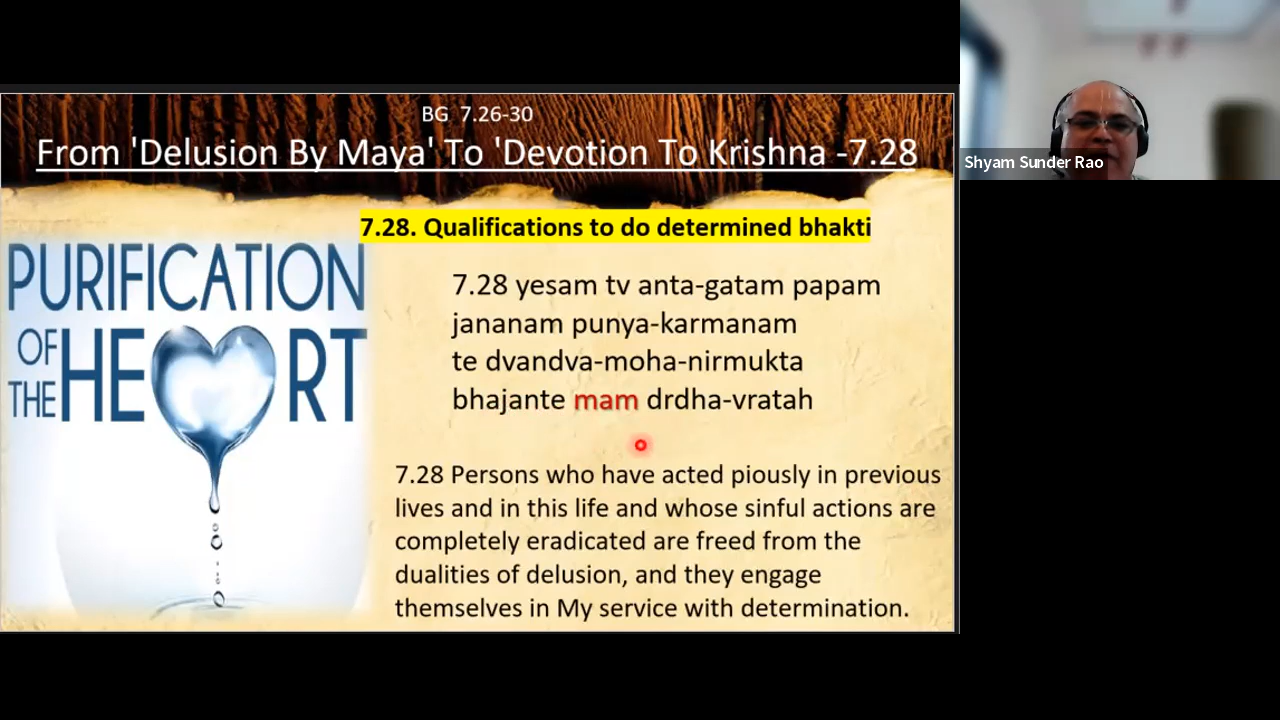 BG 7.26-30
From 'Delusion By Maya' To 'Devotion To Krishna -7.28
Shyam Sunder Rao
7.28. Qualifications to do determined bhakti
PURIFICATION
OF
THE HEART
7.28 yesam tv anta-gatam papam
jananam punya-karmanam
te dvandva-moha-nirmukta
bhajante mam drdha-vratah
7.28 Persons who have acted piously in previous
lives and in this life and whose sinful actions are
completely eradicated are freed from the
dualities of delusion, and they engage
themselves in My service with determination.